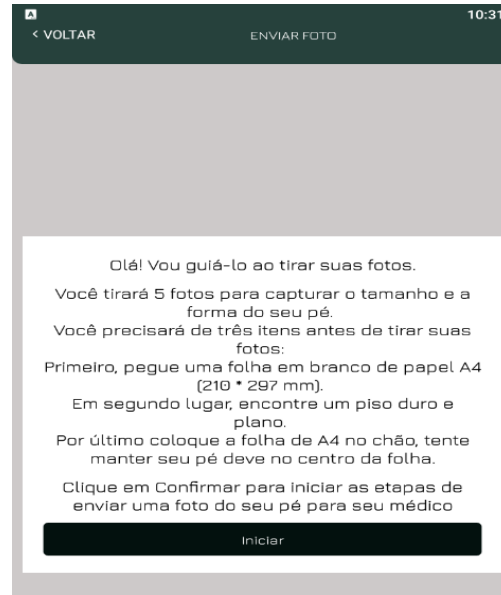 A
10:31
< VOLTAR
ENVIAR FOTO
Olá! Vou guiá-lo ao tirar suas fotos.
Você tirará 5 fotos para capturar o tamanho e a
forma do seu pé.
Você precisará de três itens antes de tirar suas
fotos:
Primeiro, pegue uma folha em branco de papel A4
(210 * 297 mm).
Em segundo lugar, encontre um piso duro e
plano.
Por último coloque a folha de A4 no chão, tente
manter seu pé deve no centro da folha.
Clique em Confirmar para iniciar as etapas de
enviar uma foto do seu pé para seu médico
Iniciar